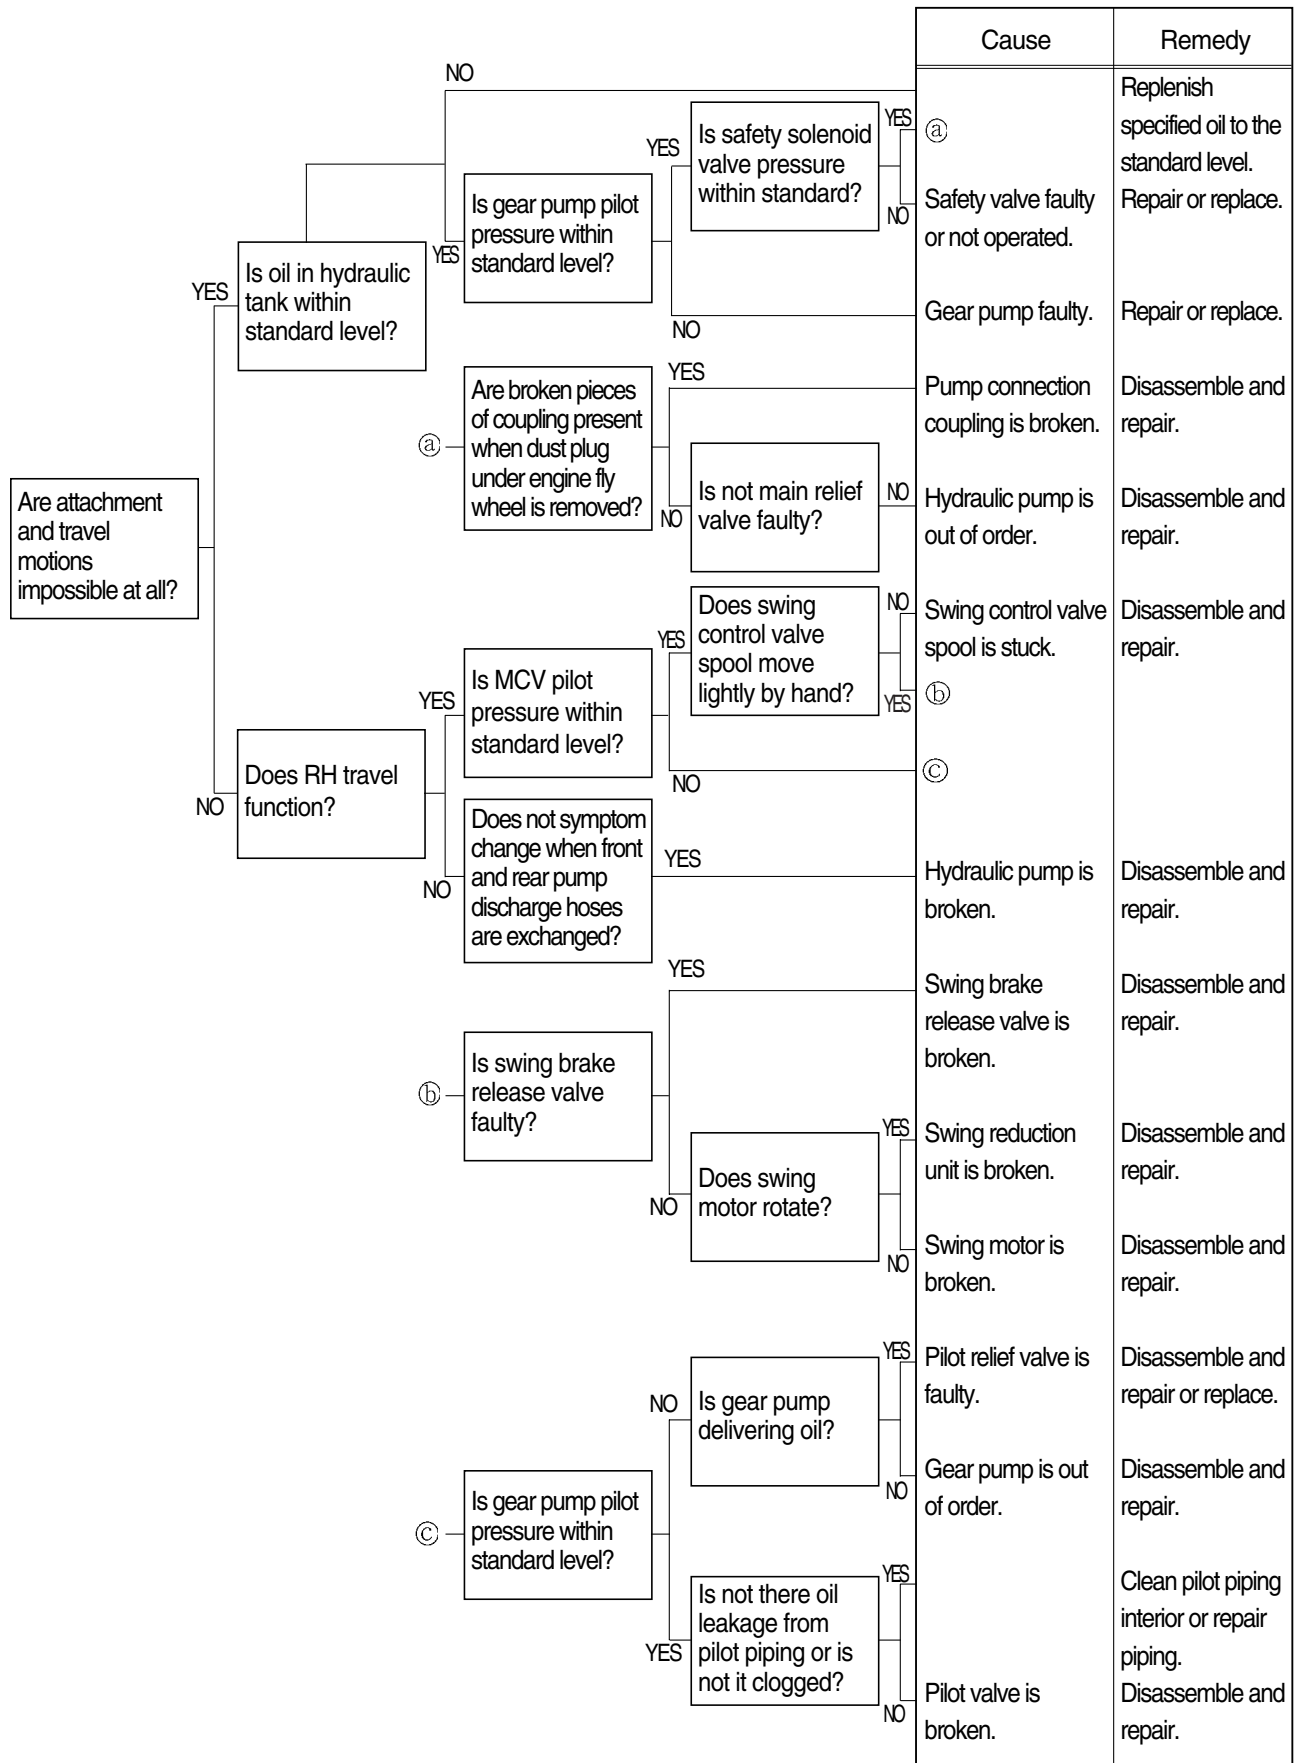 Cause
Remedy
NO
Replenish
specified oil to the
standard level.
YES
Is safety solenoid
valve pressure
within standard?
YES
ⓐ
NO
Safety valve faulty
or not operated.
Repair or replace.
Is gear pump pilot
pressure within
standard level?
YES
NO
Gear pump faulty.
Repair or replace.
YES
Is oil in hydraulic
tank within
standard level?
ⓐ
Are broken pieces
of coupling present
when dust plug
under engine fly
wheel is removed?
YES
Pump connection
coupling is broken.
Disassemble and
repair.
NO
Is not main relief
valve faulty?
NO
Hydraulic pump is
out of order.
Disassemble and
repair.
Are attachment
and travel
motions
impossible at all?
Does swing
control valve
spool move
lightly by hand?
NO
Swing control valve
spool is stuck.
Disassemble and
repair.
YES
ⓑ
YES
Is MCV pilot
pressure within
standard level?
YES
NO
ⓒ
NO
Does RH travel
function?
NO
Does not symptom
change when front
and rear pump
discharge hoses
are exchanged?
YES
Hydraulic pump is
broken.
Disassemble and
repair.
YES
Swing brake
release valve is
broken.
Disassemble and
repair.
ⓑ
Is swing brake
release valve
faulty?
NO
Does swing
motor rotate?
YES
Swing reduction
unit is broken.
Disassemble and
repair.
NO
Swing motor is
broken.
Disassemble and
repair.
NO
Is gear pump
delivering oil?
YES
Pilot relief valve is
faulty.
Disassemble and
repair or replace.
NO
Gear pump is out
of order.
Disassemble and
repair.
ⓒ
Is gear pump pilot
pressure within
standard level?
YES
Is not there oil
leakage from
pilot piping or is
not it clogged?
YES
Clean pilot piping
interior or repair
piping.
NO
Pilot valve is
broken.
Disassemble and
repair.